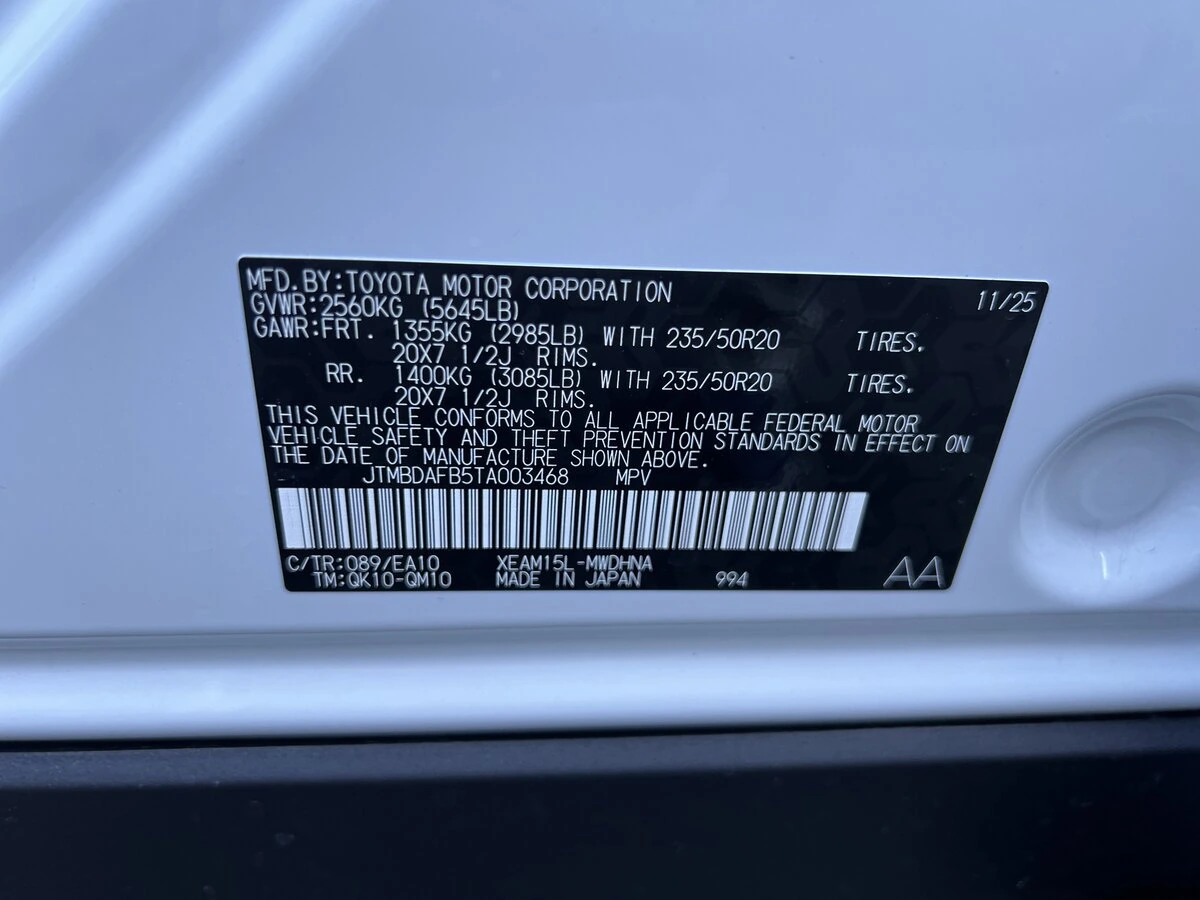 MFD.BY:TOYOTA MOTOR CORPORATION 11/25
GVWR:2560KG (5645LB)
GAWR:FRT. 1355KG (2985LB) WITH 235/50R20 TIRES.
20X7 1/2J RIMS.
RR. 1400KG (3085LB) WITH 235/50R20 TIRES.
20X7 1/2J RIMS.
THIS VEHICLE CONFORMS TO ALL APPLICABLE FEDERAL MOTOR
VEHICLE SAFETY AND THEFT PREVENTION STANDARDS IN EFFECT ON
THE DATE OF MANUFACTURE SHOWN ABOVE.
JTMBDAFB5TA003468 MPV
C/TR:089/EA10 XEAM15L-MWDHNA
TM:QK10-QM10 MADE IN JAPAN 994 AA